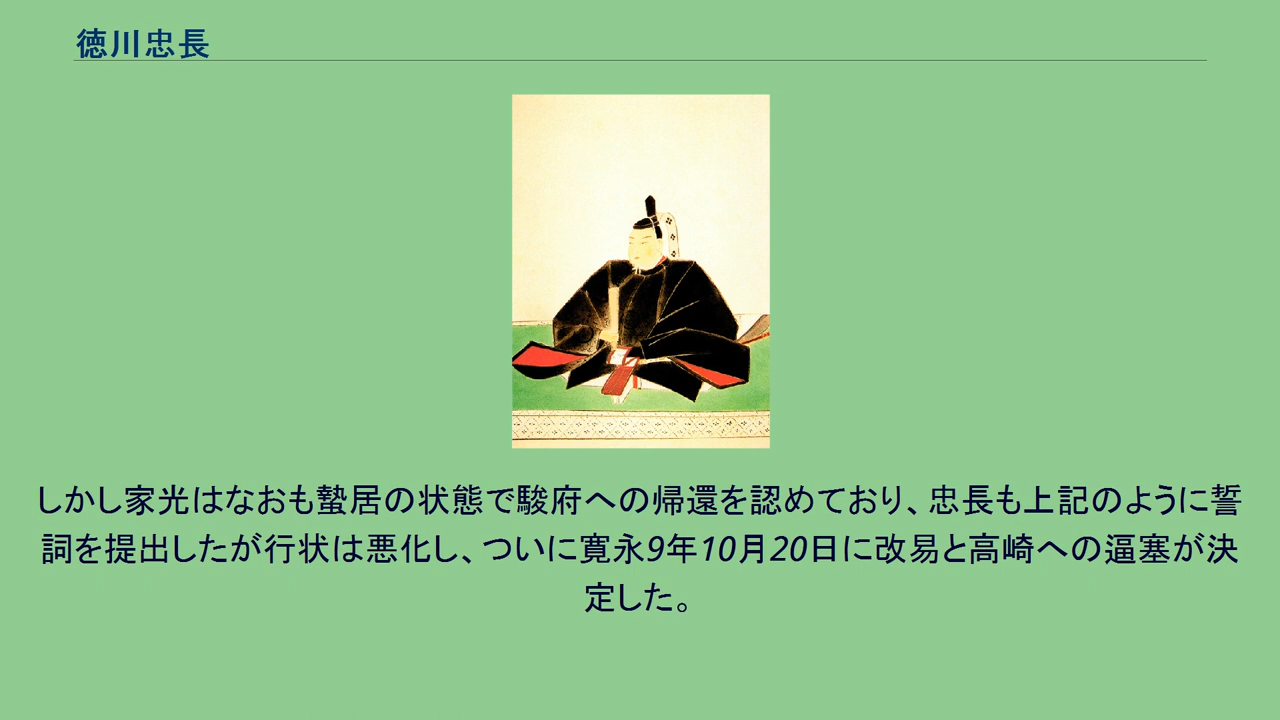 徳川忠長
しかし家光はなおも蟄居の状態で駿府への帰還を認めており、忠長も上記のように誓
詞を提出したが行状は悪化し、ついに寛永9年10月20日に改易と高崎への逼塞が決
定した。